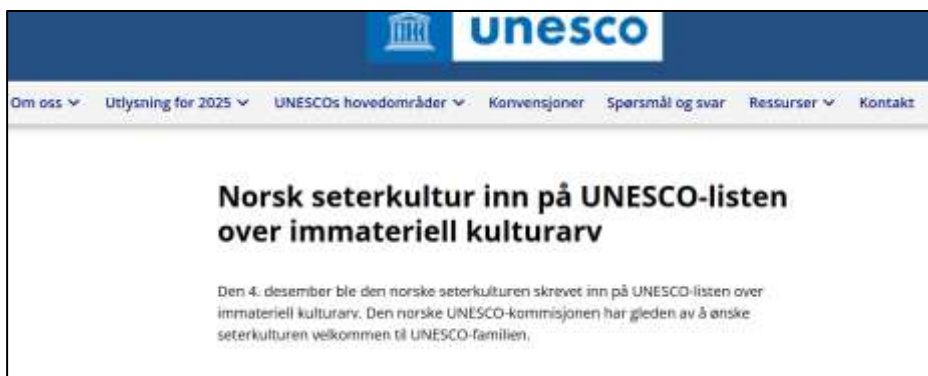 unesco
Om oss Utlysning for 2025 UNESCOs hovedområder Konvensjoner Spørsmål og svar Ressurser Kontakt
Norsk seterkultur inn på UNESCO-listen
over immateriell kulturarv
Den 4. desember ble den norske seterkulturen skrevet inn på UNESCO-listen over
immateriell kulturarv. Den norske UNESCO-kommisjonen har gleden av å ønske
seterkulturen velkommen til UNESCO-familien.